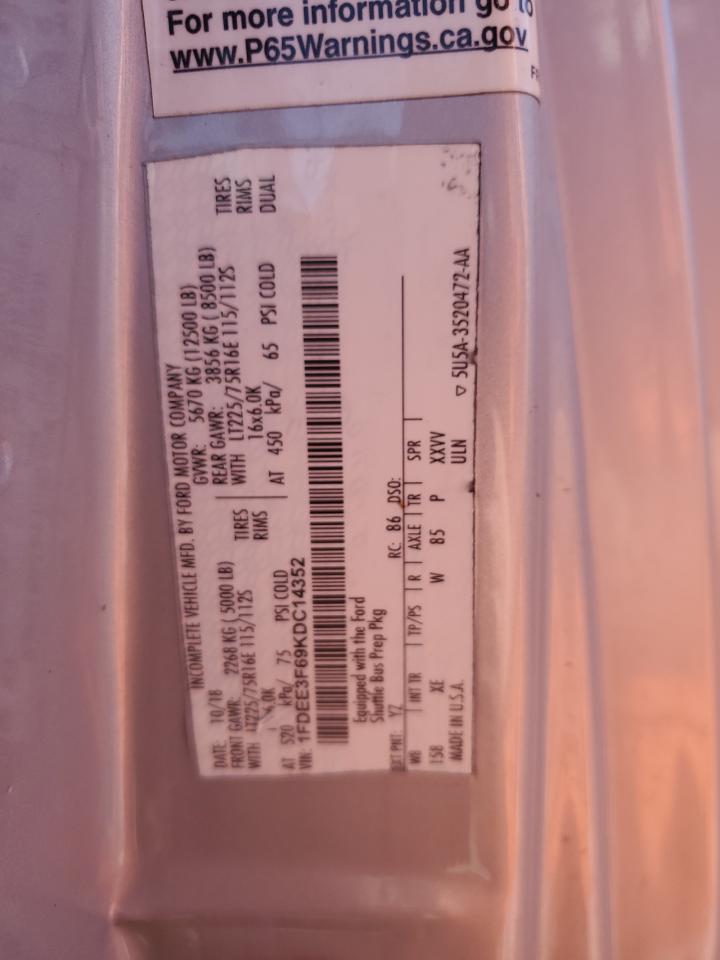 For more information go to
www.P65Warnings.ca.gov
INCOMPLETE VEHICLE MFD. BY FORD MOTOR COMPANY
DATE: 10/18 GVWR: 5670 KG (12500 LB)
FRONT GAWR: 2268 KG (5000 LB) REAR GAWR: 3856 KG ( 8500 LB)
WITH LT225/75R16E 115/112S TIRES WITH LT225/75R16E 115/112S TIRES
.0K RIMS 16x6.0K RIMS
AT 520 kPa/ 75 PSI COLD AT 450 kPa/ 65 PSI COLD DUAL
VIN: 1FDEE3F69KDC14352
Equipped with the Ford
Shuttle Bus Prep Pkg
EXT PNT: YZ RC: 86 DSO:
WB INT TR TP/PS R AXLE TR SPR
158 XE W 85 P XXVV
MADE IN U.S.A. ULN
▽ 5U5A-3520472-AA